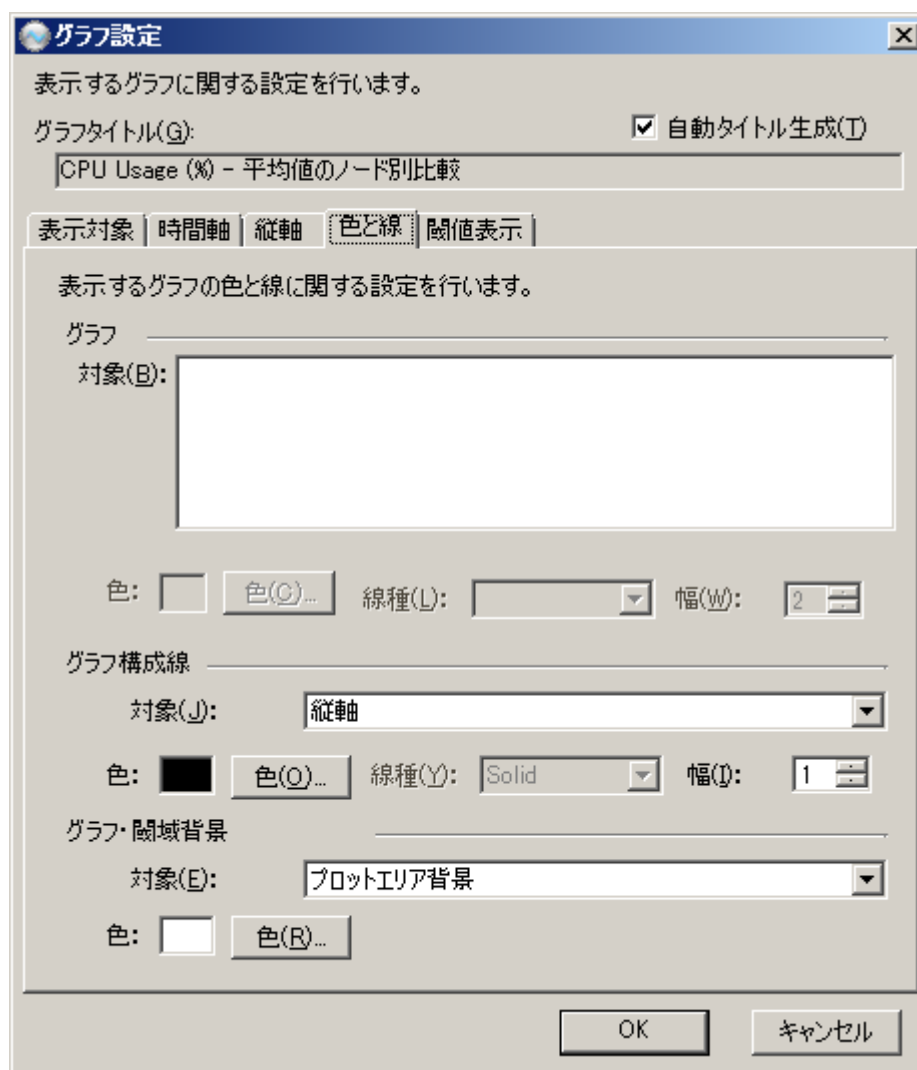 グラフ設定
表示するグラフに関する設定を行います。
グラフタイトル(G):
自動タイトル生成(T)
CPU Usage (%) - 平均値のノード別比較
表示対象 時間軸 縦軸 色と線 閾値表示
表示するグラフの色と線に関する設定を行います。
グラフ
対象(B):
色: 色(C)... 線種(L): 幅(W): 2
グラフ構成線
対象(J): 縦軸
色: 色(O)... 線種(Y): Solid 幅(I): 1
グラフ・閾域背景
対象(E): プロットエリア背景
色: 色(R)...
OK キャンセル